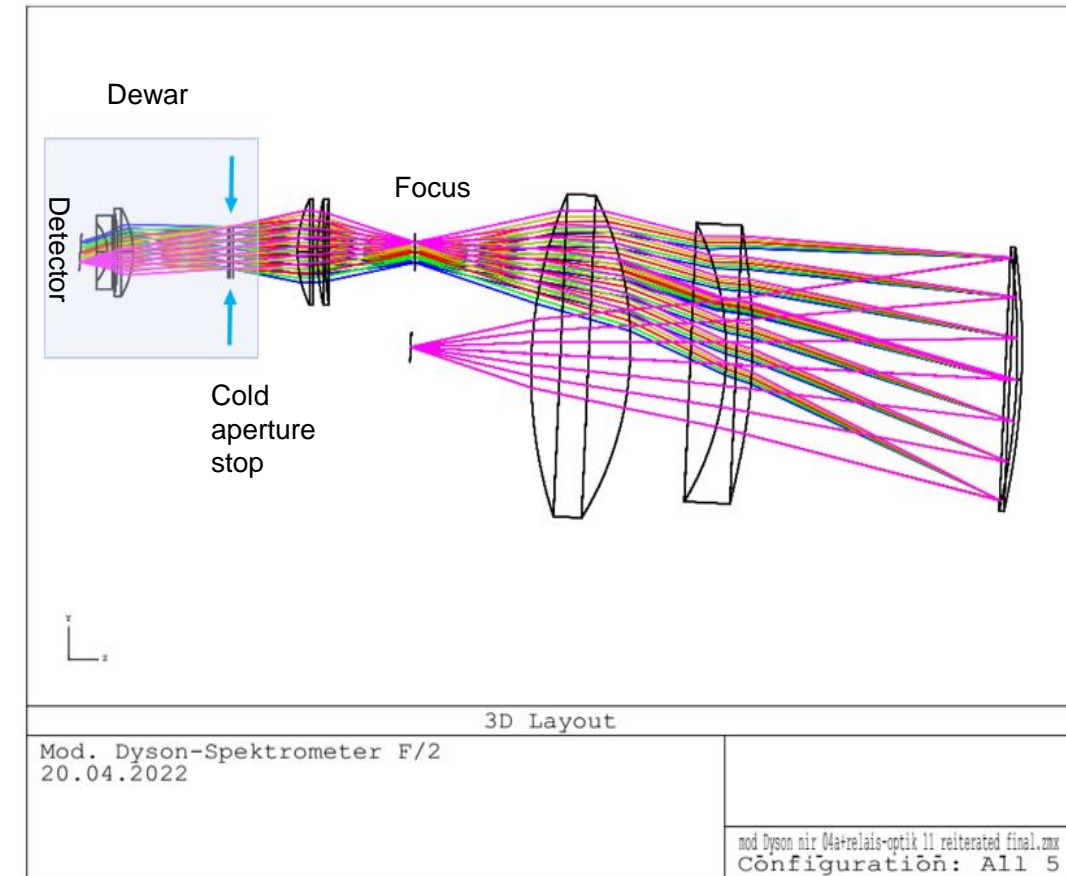 Dewar
Detector
Focus
Cold
aperture
stop
Y
Z
3D Layout
Mod. Dyson-Spektrometer F/2
20.04.2022
mod Dyson nir 04a+relais-optik 11 reiterated final.zmx
Configuration: All 5